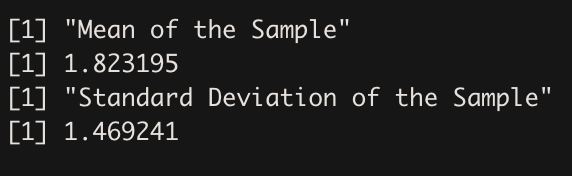 [1] "Mean of the Sample"
[1] 1.823195
[1] "Standard Deviation of the Sample"
[1] 1.469241